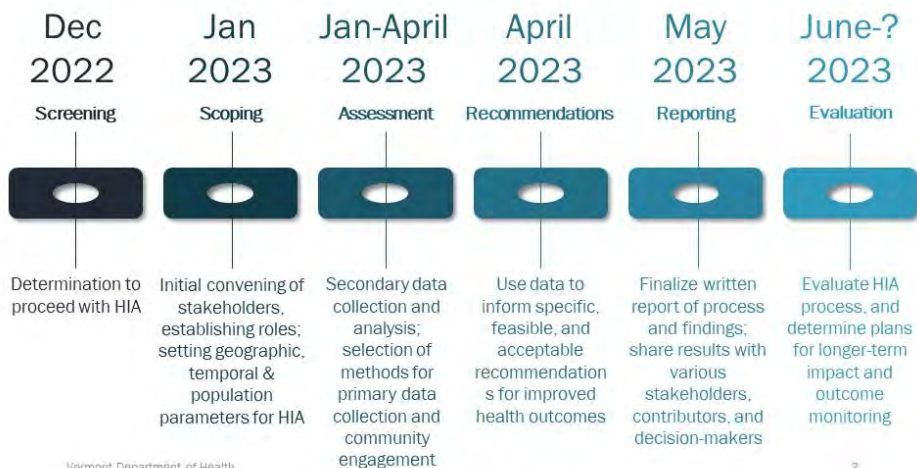 Dec
2022
Screening
Determination to
proceed with HIA
Jan
2023
Scoping
Initial convening of
stakeholders,
establishing roles;
setting geographic,
temporal &
population
parameters for HIA
Jan-April
2023
Assessment
Secondary data
collection and
analysis;
selection of
methods for
primary data
collection and
community
engagement
April
2023
Recommendations
Use data to
inform specific,
feasible, and
acceptable
recommendation
s for improved
health outcomes
May
2023
Reporting
Finalize written
report of process
and findings;
share results with
various
stakeholders,
contributors, and
decision-makers
June-?
2023
Evaluation
Evaluate HIA
process, and
determine plans
for longer-term
impact and
outcome
monitoring
Vermont Department of Health